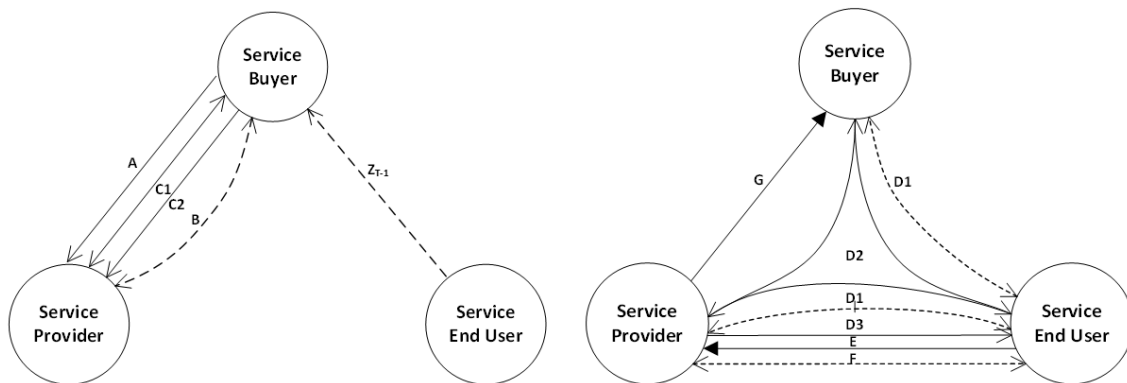 Service
Buyer
A
C1
C2
B
ZT-1
Service
Provider
Service
End User
Service
Buyer
G
D1
D2
D1
D3
E
F
Service
Provider
Service
End User